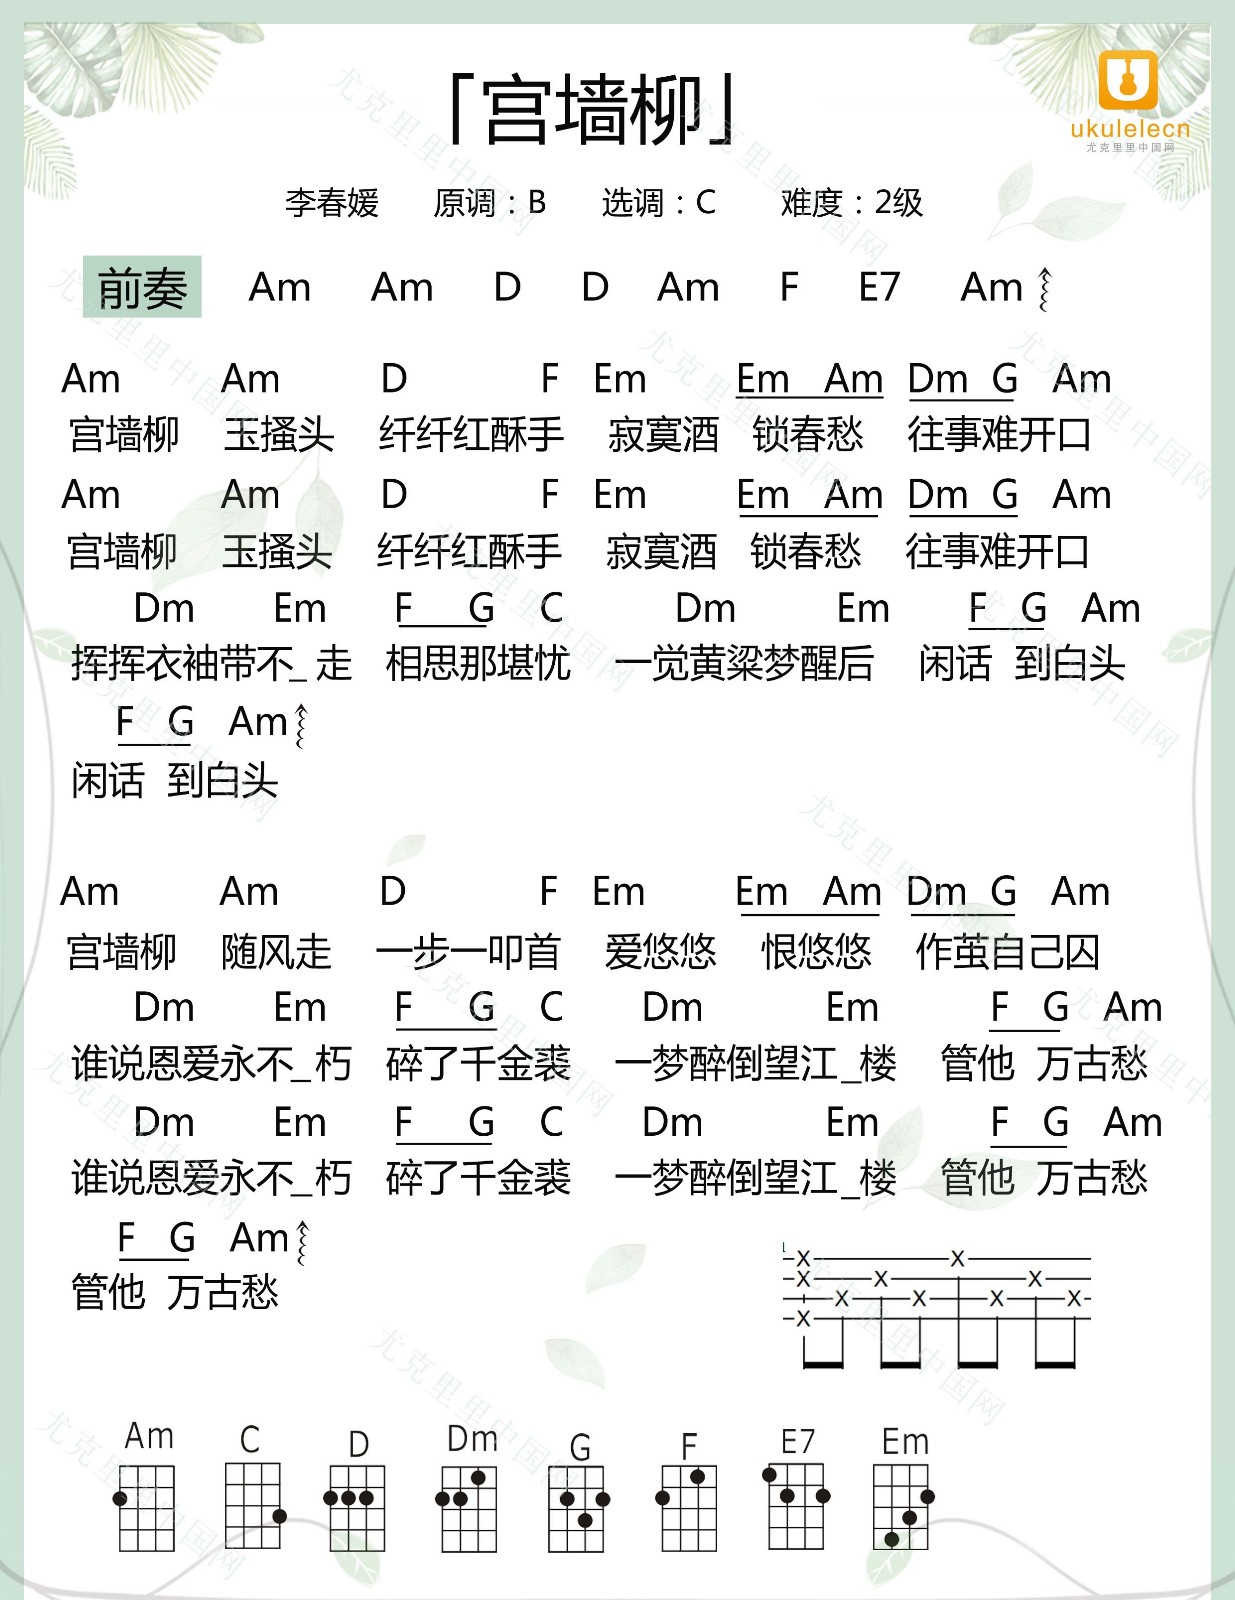 「宫墙柳」
ukulelecn
尤克里里中国网
李春媛 原调：B 选调：C 难度：2级
前奏 Am Am D D Am F E7 Am
Am Am D F Em Em Am Dm G Am
宫墙柳 玉搔头 纤纤红酥手 寂寞酒 锁春愁 往事难开口
Am Am D F Em Em Am Dm G Am
宫墙柳 玉搔头 纤纤红酥手 寂寞酒 锁春愁 往事难开口
Dm Em F G C Dm Em F G Am
挥挥衣袖带不_ 走 相思那堪忧 一觉黄粱梦醒后 闲话 到白头
F G Am
闲话 到白头
Am Am D F Em Em Am Dm G Am
宫墙柳 随风走 一步一叩首 爱悠悠 恨悠悠 作茧自己囚
Dm Em F G C Dm Em F G Am
谁说恩爱永不_朽 碎了千金裘 一梦醉倒望江_楼 管他 万古愁
Dm Em F G C Dm Em F G Am
谁说恩爱永不_朽 碎了千金裘 一梦醉倒望江_楼 管他 万古愁
F G Am
管他 万古愁
1
X X
X X X
X X X X
X
Am C D Dm G F E7 Em